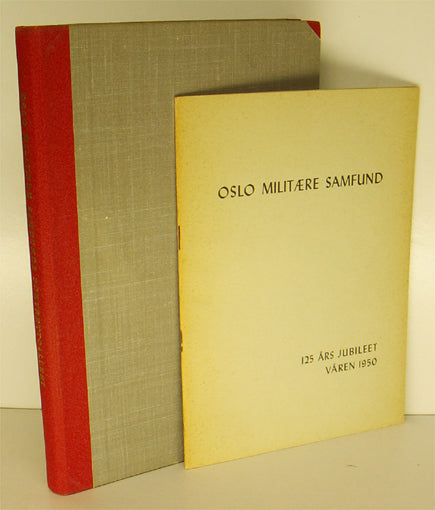 OSLO MILITÆRE SAMFUND
125 ÅRS JUBILEET
VÅREN 1950